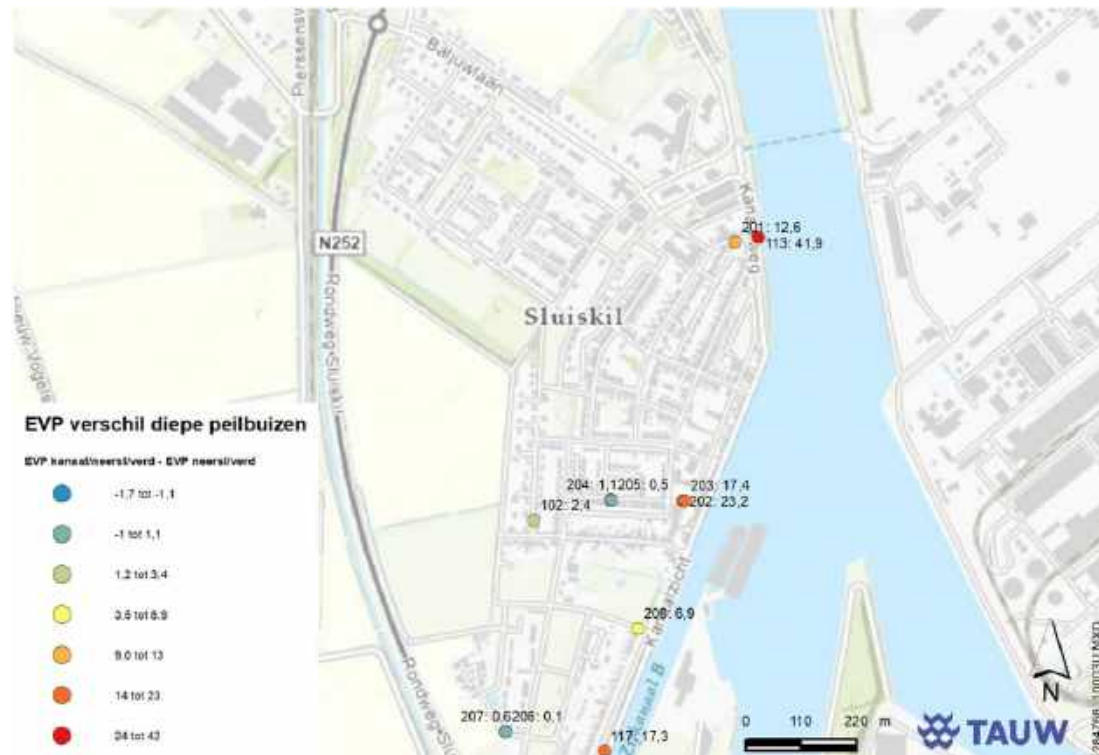 Baljuwlaan
N252
Rondweg-Sluiskil
Sluiskil
201: 12,6
113: 41,9
204: 1,1205: 0,5
203: 17,4
202: 23,2
102: 2,4
Kanaalzicht
206: 6,9
207: 0,6206: 0,1
117: 17,3
EVP verschil diepe peilbuizen
EVP kanaal/neersl/verd - EVP neersl/verd
-1,7 tot -1,1
-1 tot 1,1
1,2 tot 3,4
3,5 tot 8,9
9,0 tot 13
14 tot 23
24 tot 42
0 110 220 m
N
TAUW